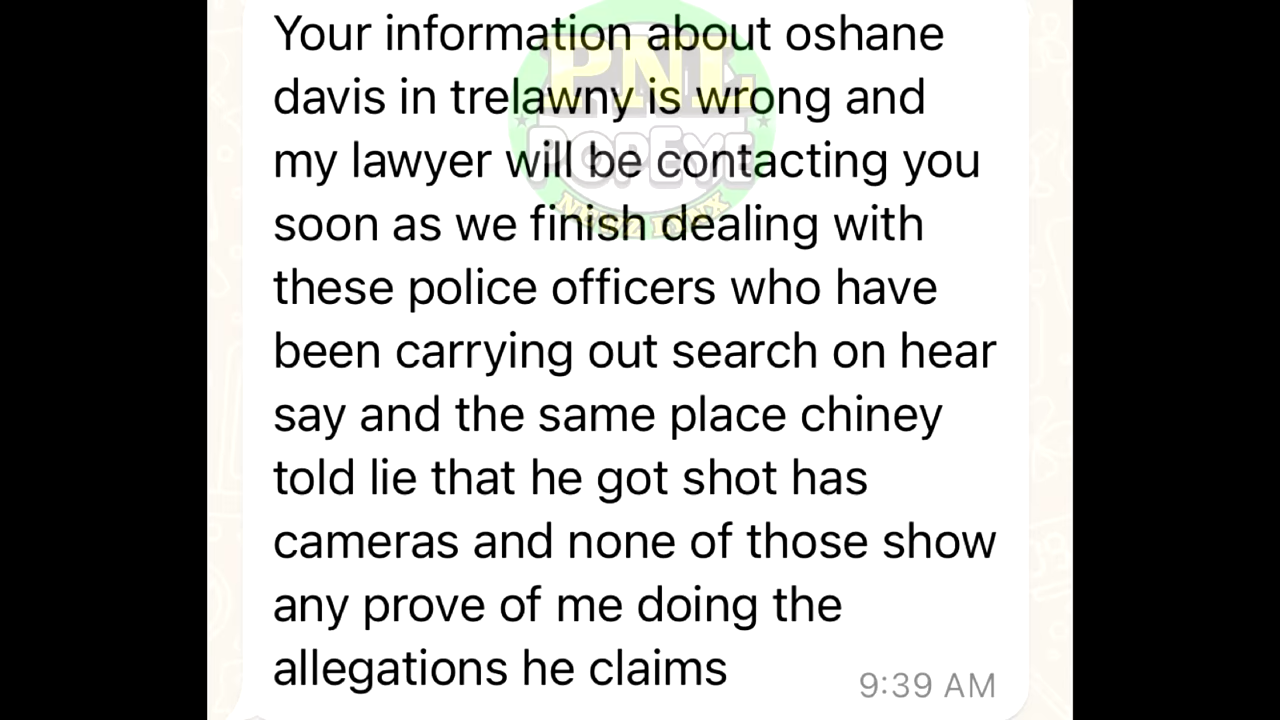 Your information about oshane
davis in trelawny is wrong and
my lawyer will be contacting you
soon as we finish dealing with
these police officers who have
been carrying out search on hear
say and the same place chiney
told lie that he got shot has
cameras and none of those show
any prove of me doing the
allegations he claims
9:39 AM
PNL
POPEYE